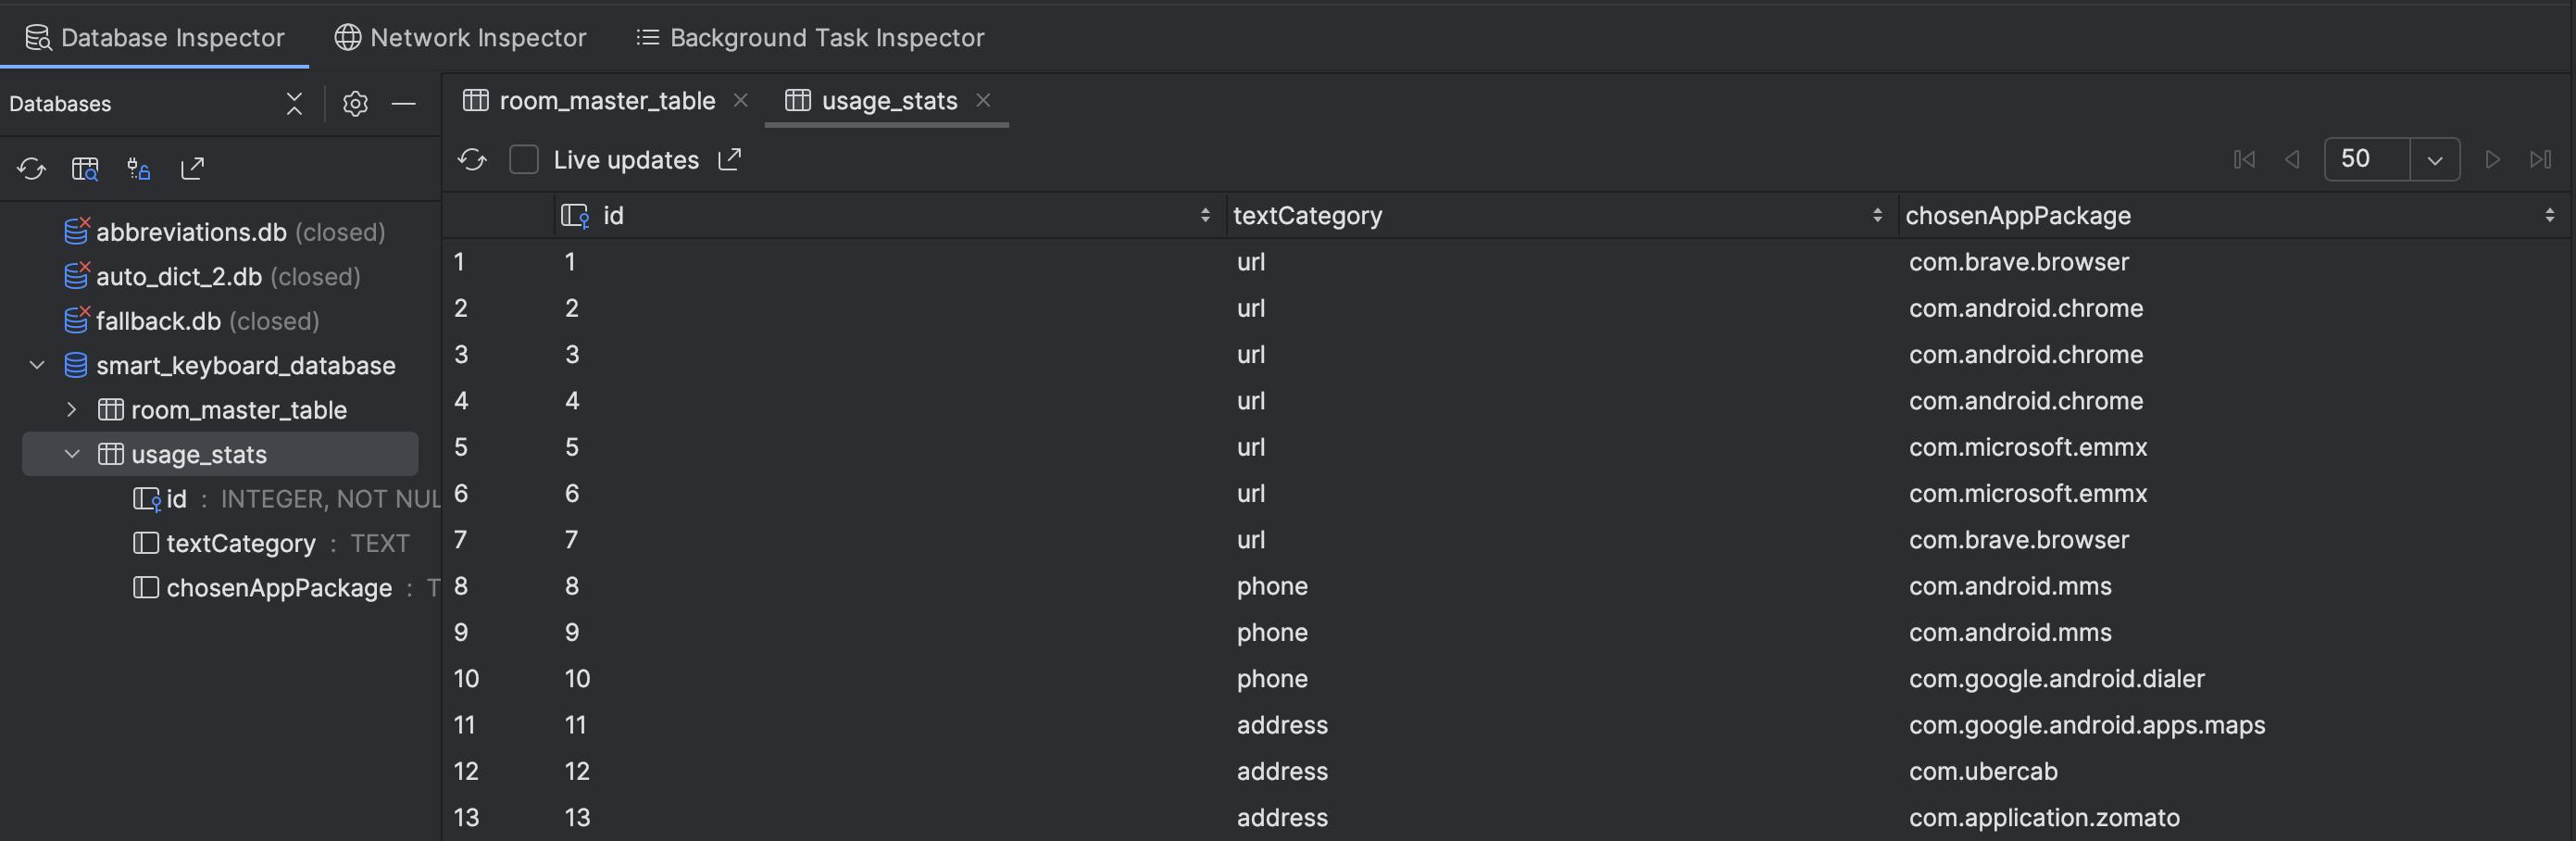 Database Inspector Network Inspector Background Task Inspector
Databases
room_master_table usage_stats
Live updates 50
abbreviations.db (closed)
auto_dict_2.db (closed)
fallback.db (closed)
smart_keyboard_database
room_master_table
usage_stats
id : INTEGER, NOT NUL
textCategory : TEXT
chosenAppPackage : T
id textCategory chosenAppPackage
1 1 url com.brave.browser
2 2 url com.android.chrome
3 3 url com.android.chrome
4 4 url com.android.chrome
5 5 url com.microsoft.emmx
6 6 url com.microsoft.emmx
7 7 url com.brave.browser
8 8 phone com.android.mms
9 9 phone com.android.mms
10 10 phone com.google.android.dialer
11 11 address com.google.android.apps.maps
12 12 address com.ubercab
13 13 address com.application.zomato